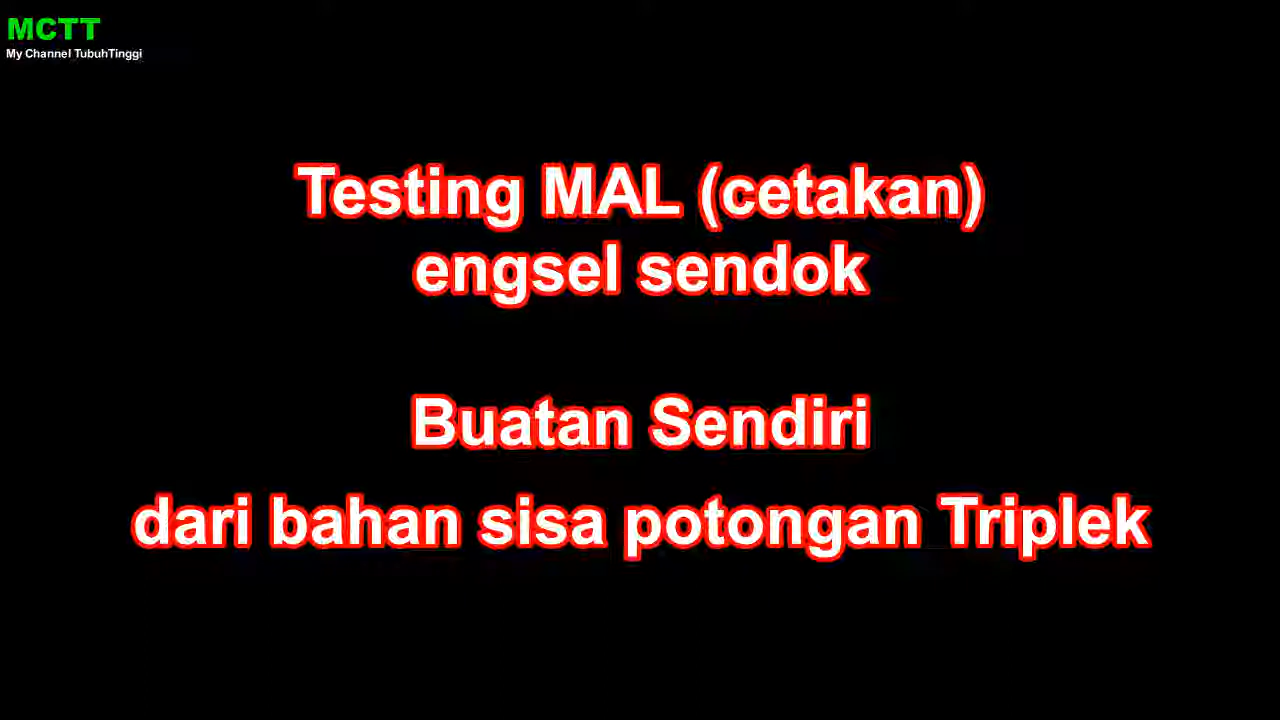 MCTT
My Channel TubuhTinggi
Testing MAL (cetakan)
engsel sendok
Buatan Sendiri
dari bahan sisa potongan Triplek